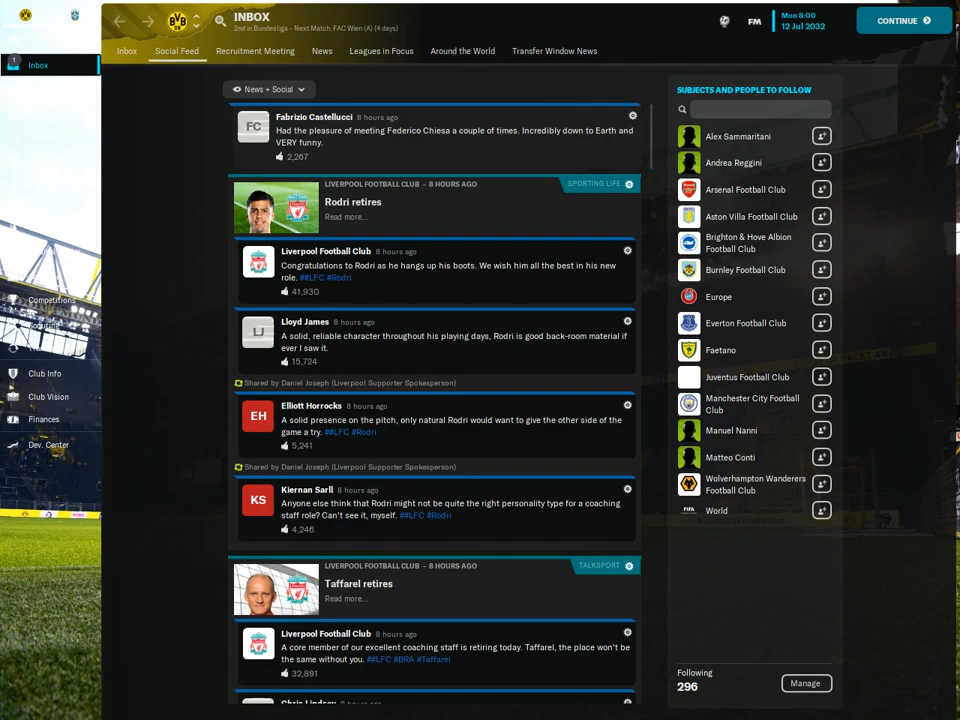 INBOX
2nd in Bundesliga - Next Match: FAC Wien (A) (4 days)
FM
Mon 8:00
12 Jul 2032
CONTINUE
Inbox
Social Feed
Recruitment Meeting
News
Leagues in Focus
Around the World
Transfer Window News
1
Inbox
Competitions
Scouting
Club Info
Club Vision
Finances
Dev. Center
News + Social
FC
Fabrizio Castellucci 8 hours ago
Had the pleasure of meeting Federico Chiesa a couple of times. Incredibly down to Earth and
VERY funny.
2,267
LIVERPOOL FOOTBALL CLUB - 8 HOURS AGO
SPORTING LIFE
Rodri retires
Read more...
Liverpool Football Club 8 hours ago
Congratulations to Rodri as he hangs up his boots. We wish him all the best in his new
role. ##LFC #Rodri
41,930
LJ
Lloyd James 8 hours ago
A solid, reliable character throughout his playing days, Rodri is good back-room material if
ever I saw it.
15,724
Shared by Daniel Joseph (Liverpool Supporter Spokesperson)
EH
Elliott Horrocks 8 hours ago
A solid presence on the pitch, only natural Rodri would want to give the other side of the
game a try. ##LFC #Rodri
5,241
Shared by Daniel Joseph (Liverpool Supporter Spokesperson)
KS
Kiernan Sarll 8 hours ago
Anyone else think that Rodri might not be quite the right personality type for a coaching
staff role? Can't see it, myself. ##LFC #Rodri
4,246
LIVERPOOL FOOTBALL CLUB - 8 HOURS AGO
TALKSPORT
Taffarel retires
Read more...
Liverpool Football Club 8 hours ago
A core member of our excellent coaching staff is retiring today. Taffarel, the place won't be
the same without you. ##LFC #BRA #Taffarel
32,891
Chris Lindsey 8 hours ago
SUBJECTS AND PEOPLE TO FOLLOW
Alex Sammaritani
Andrea Reggini
Arsenal Football Club
Aston Villa Football Club
Brighton & Hove Albion
Football Club
Burnley Football Club
Europe
Everton Football Club
Faetano
Juventus Football Club
Manchester City Football
Club
Manuel Nanni
Matteo Conti
Wolverhampton Wanderers
Football Club
FIFA
World
Following
296
Manage